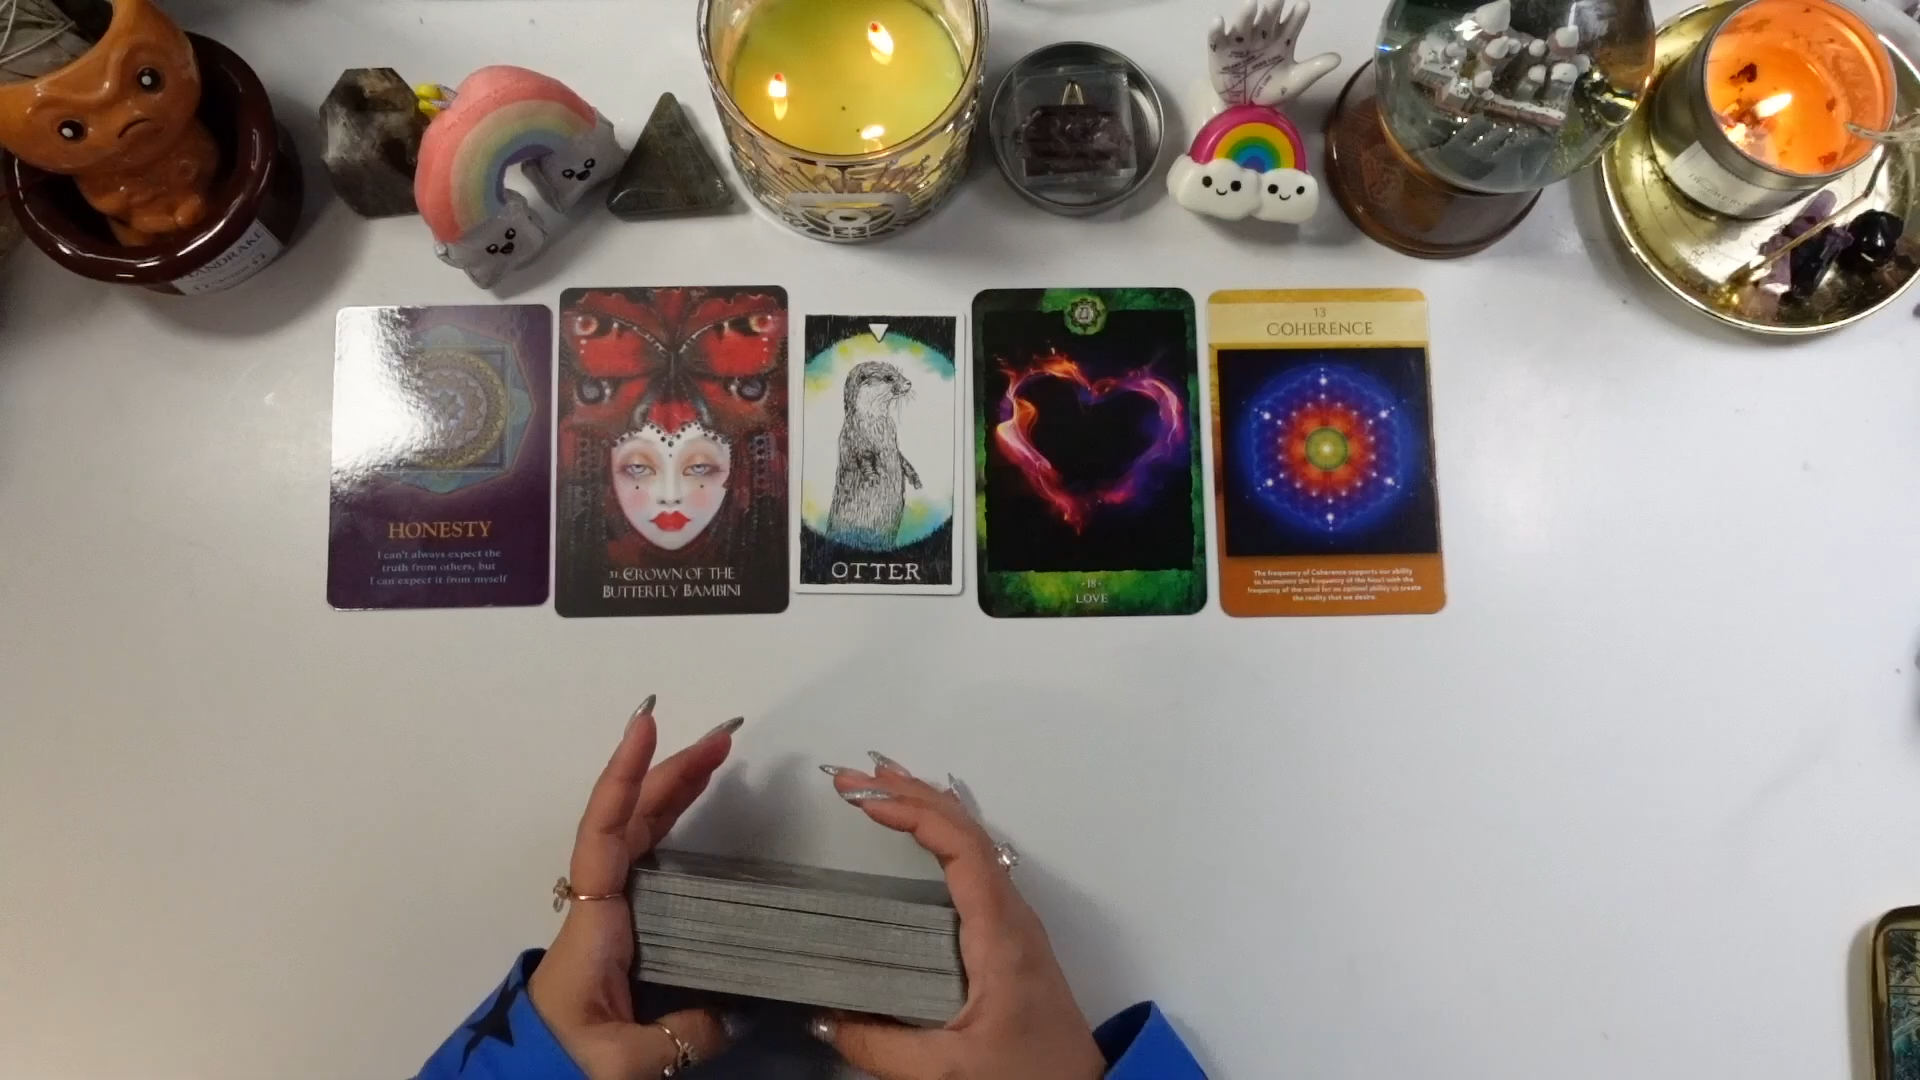 MANDRAKE
HONESTY
I can't always expect the
truth from others, but
I can expect it from myself
31. CROWN OF THE
BUTTERFLY BAMBINI
OTTER
-18-
LOVE
13
COHERENCE
The frequency of Coherence supports our ability
to harmonize the frequency of the heart with the
frequency of the mind for an optimal ability to create
the reality that we desire.